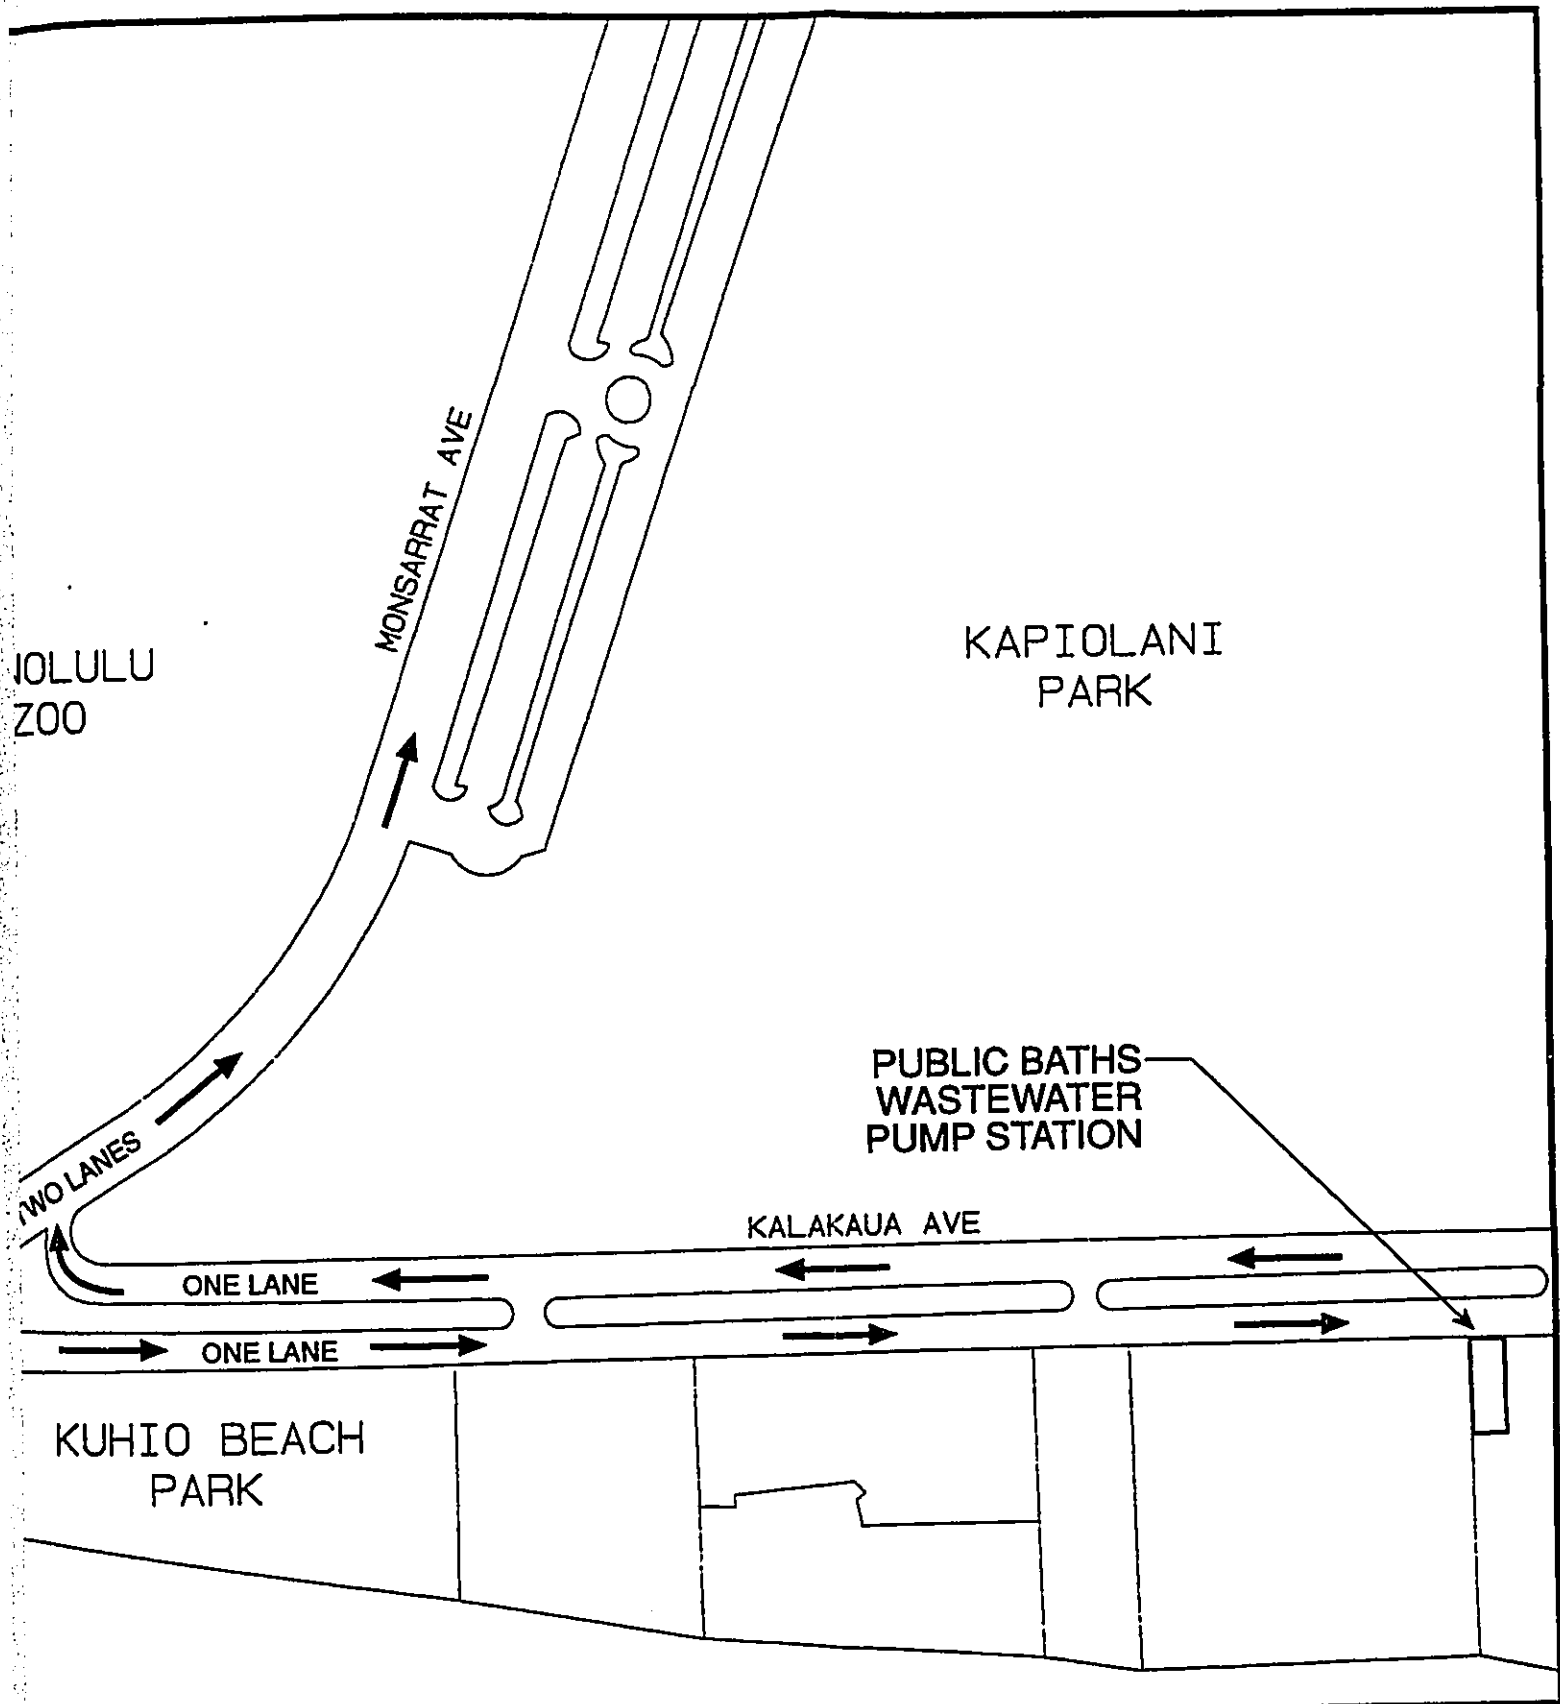 MONSARRAT AVE
NOLULU
ZOO
KAPIOLANI
PARK
PUBLIC BATHS
WASTEWATER
PUMP STATION
TWO LANES
KALAKAUA AVE
ONE LANE
ONE LANE
KUHIO BEACH
PARK